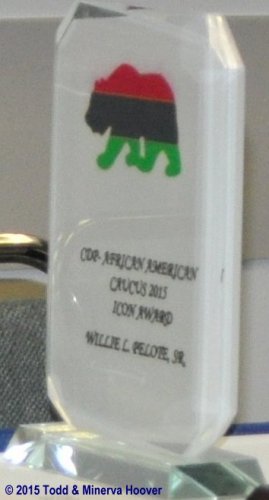 CDP- AFRICAN AMERICAN
CAUCUS 2015
ICON AWARD
WILLIE L. PELOTE, SR.
© 2015 Todd & Minerva Hoover